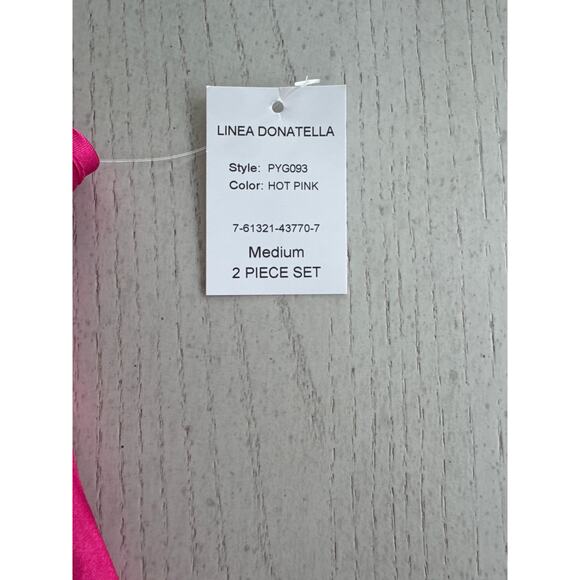 LINEA DONATELLA
Style: PYG093
Color: HOT PINK
7-61321-43770-7
Medium
2 PIECE SET